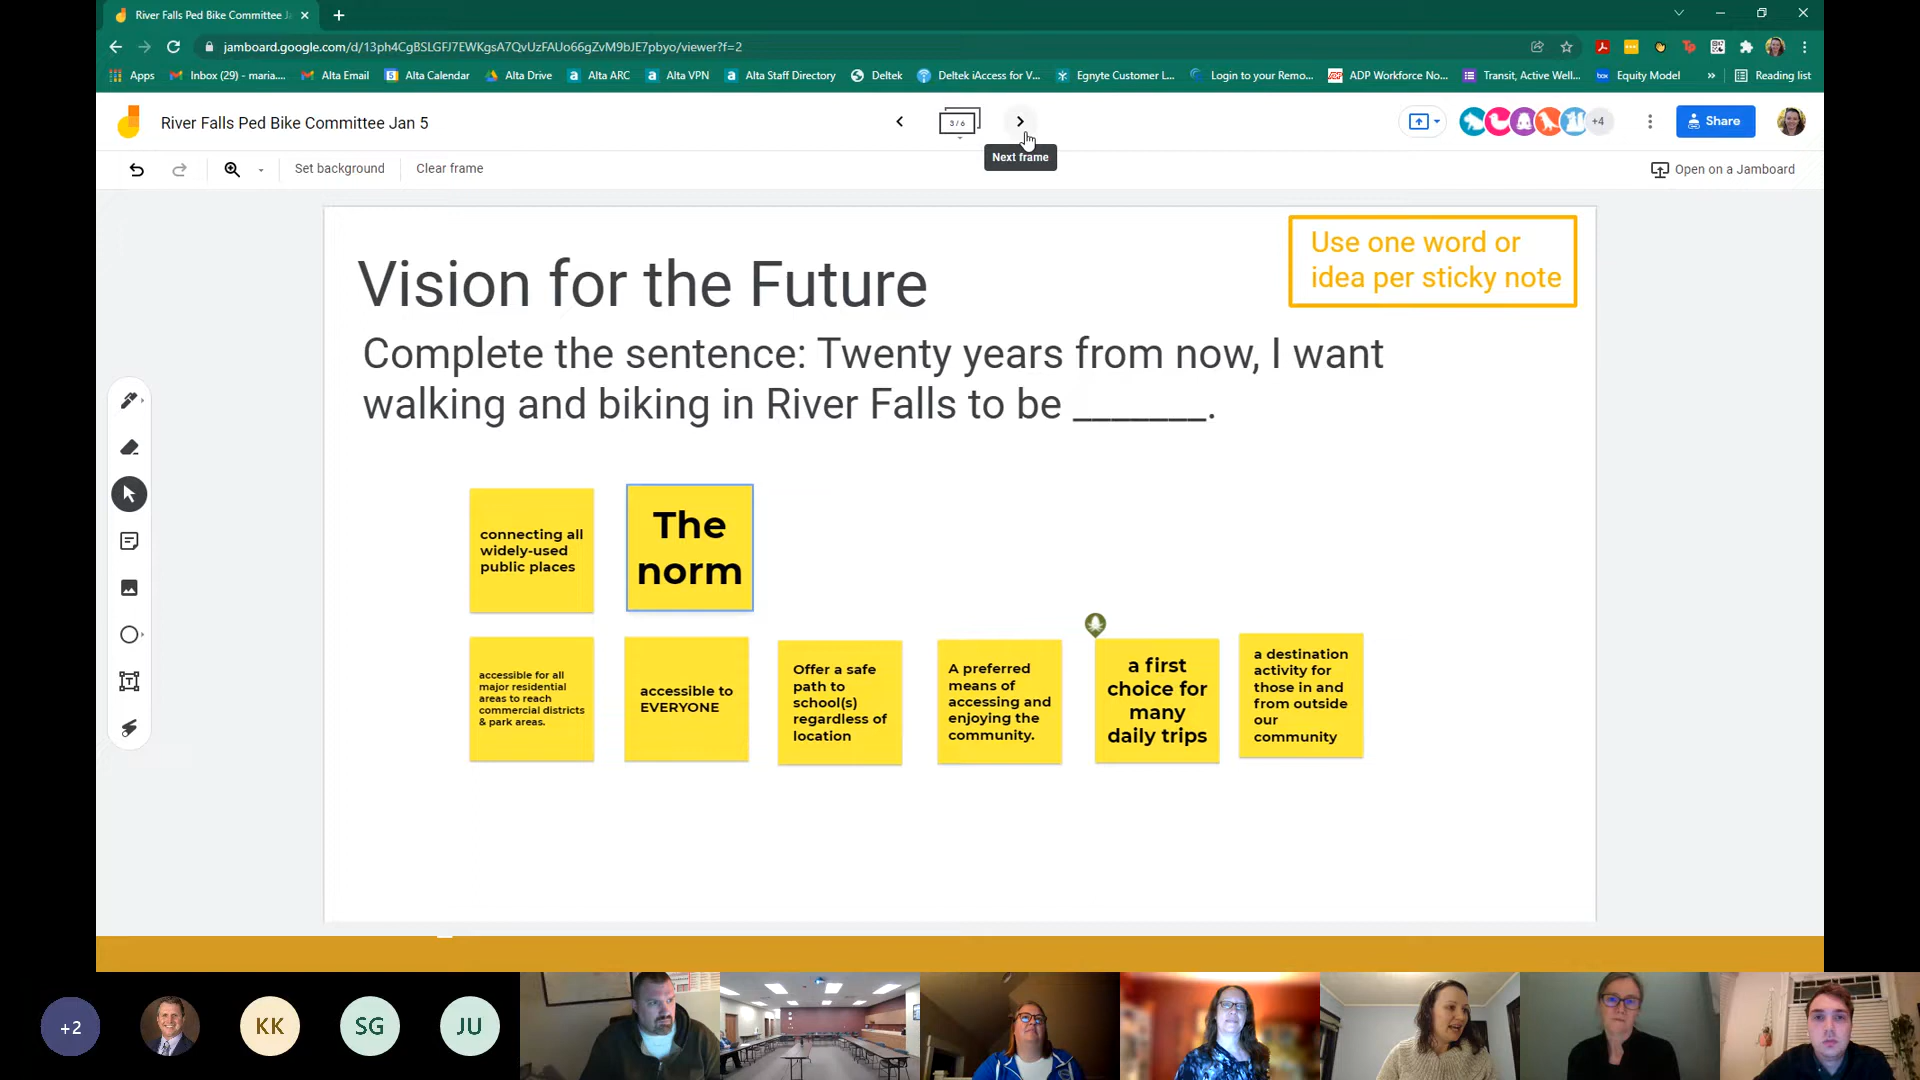 River Falls Ped Bike Committee Ja
jamboard.google.com/d/13ph4CgBSLGFJ7EWKgsA7QvUzFAUo66gZvM9bJE7pbyo/viewer?f=2
Apps
Inbox (29) - maria....
Alta Email
Alta Calendar
Alta Drive
Alta ARC
Alta VPN
Alta Staff Directory
Deltek
Deltek iAccess for V...
Egnyte Customer L...
Login to your Remo...
ADP Workforce No...
Transit, Active Well...
Equity Model
Reading list
River Falls Ped Bike Committee Jan 5
3 / 6
+4
Share
Next frame
Set background
Clear frame
Open on a Jamboard
Use one word or
idea per sticky note
Vision for the Future
Complete the sentence: Twenty years from now, I want
walking and biking in River Falls to be _______.
connecting all
widely-used
public places
The
norm
accessible for all
major residential
areas to reach
commercial districts
& park areas.
accessible to
EVERYONE
Offer a safe
path to
school(s)
regardless of
location
A preferred
means of
accessing and
enjoying the
community.
a first
choice for
many
daily trips
a destination
activity for
those in and
from outside
our
community
+2
KK
SG
JU